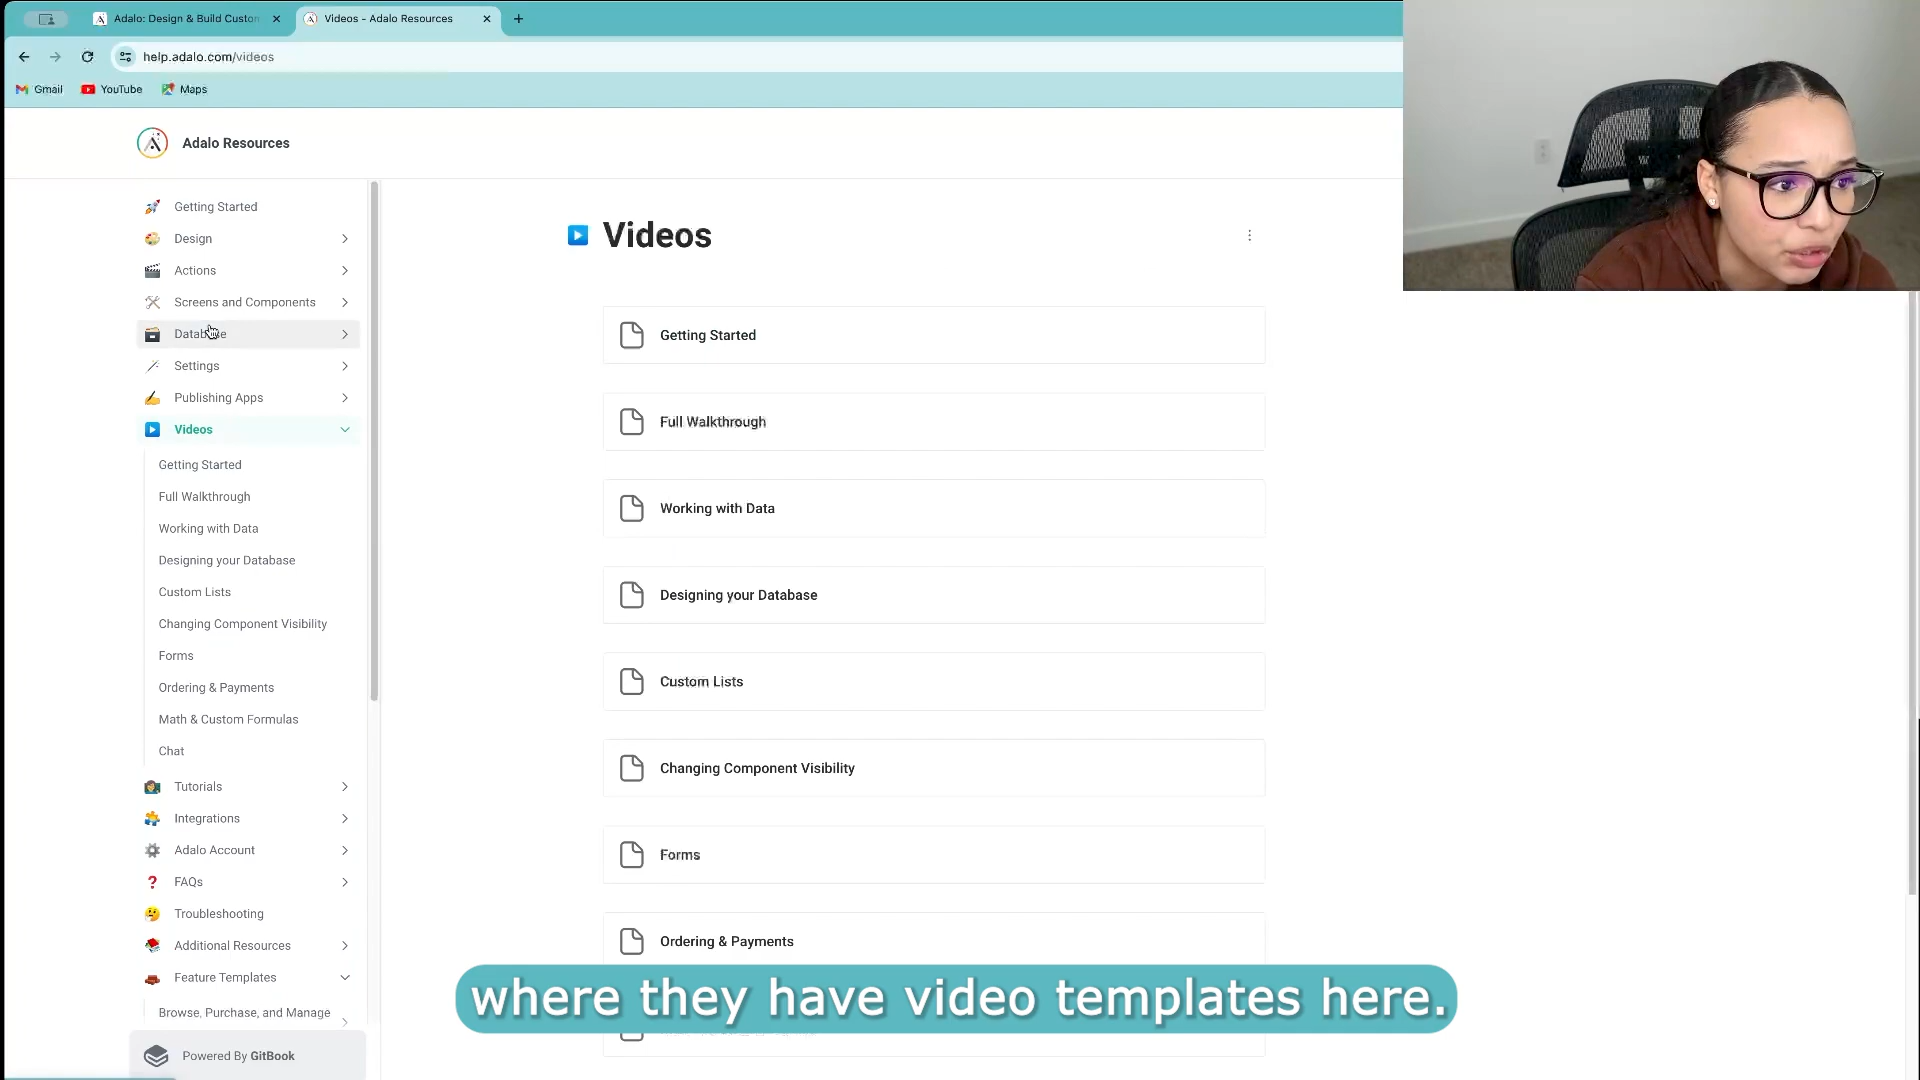 Adalo: Design & Build Custon
Videos - Adalo Resources
help.adalo.com/videos
Gmail
YouTube
Maps
Adalo Resources
Getting Started
Design
Actions
Screens and Components
Database
Settings
Publishing Apps
Videos
Getting Started
Full Walkthrough
Working with Data
Designing your Database
Custom Lists
Changing Component Visibility
Forms
Ordering & Payments
Math & Custom Formulas
Chat
Tutorials
Integrations
Adalo Account
FAQs
Troubleshooting
Additional Resources
Feature Templates
Browse, Purchase, and Manage
Powered By GitBook
Videos
Getting Started
Full Walkthrough
Working with Data
Designing your Database
Custom Lists
Changing Component Visibility
Forms
Ordering & Payments
where they have video templates here.